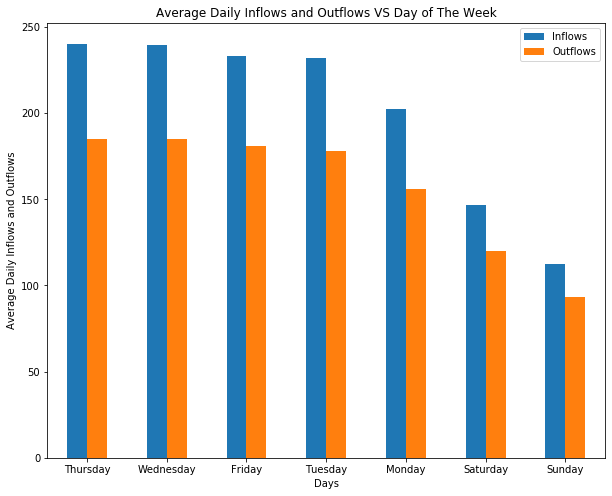 Average Daily Inflows and Outflows VS Day of The Week
Inflows
Outflows
250
200
150
100
50
0
Average Daily Inflows and Outflows
Thursday Wednesday Friday Tuesday Monday Saturday Sunday
Days